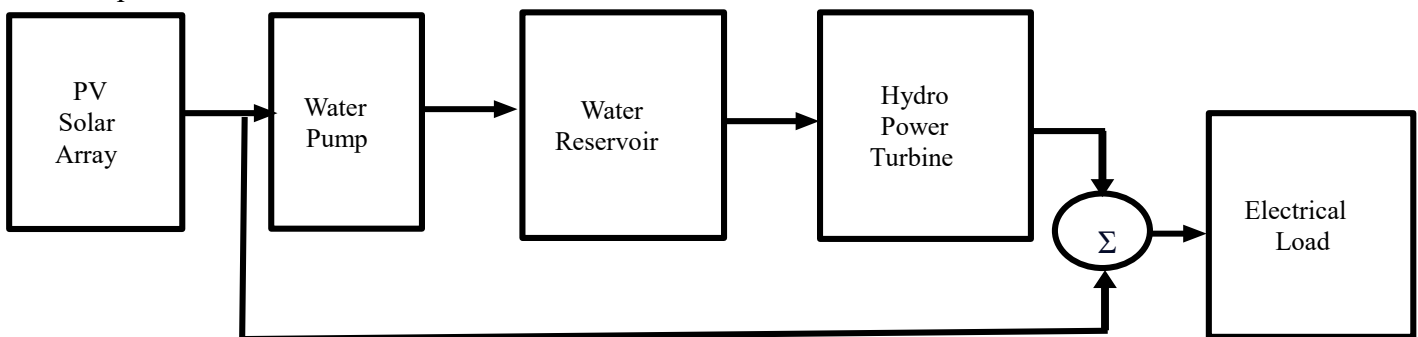 PV
Solar
Array
Water
Pump
Water
Reservoir
Hydro
Power
Turbine
Σ
Electrical
Load